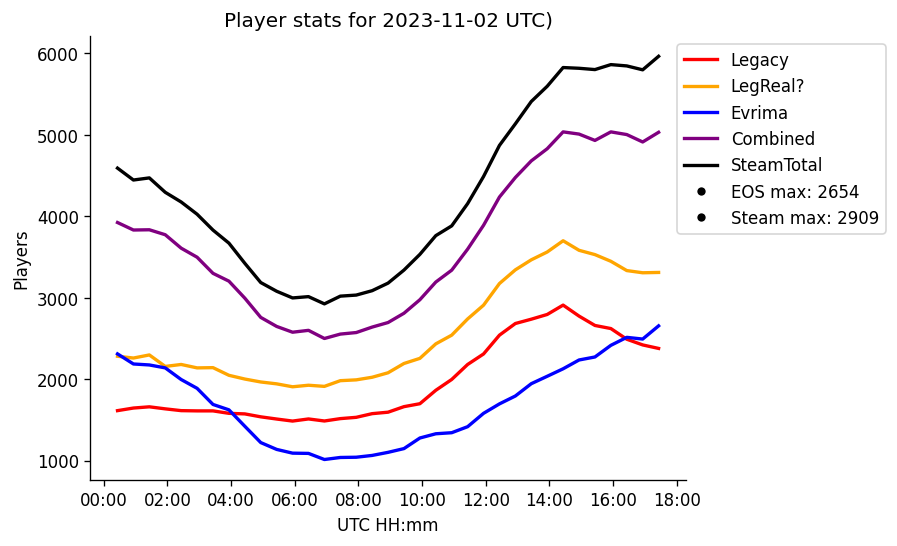 Player stats for 2023-11-02 UTC)
6000
5000
4000
3000
2000
1000
Players
00:00 02:00 04:00 06:00 08:00 10:00 12:00 14:00 16:00 18:00
UTC HH:mm
Legacy
LegReal?
Evrima
Combined
SteamTotal
EOS max: 2654
Steam max: 2909